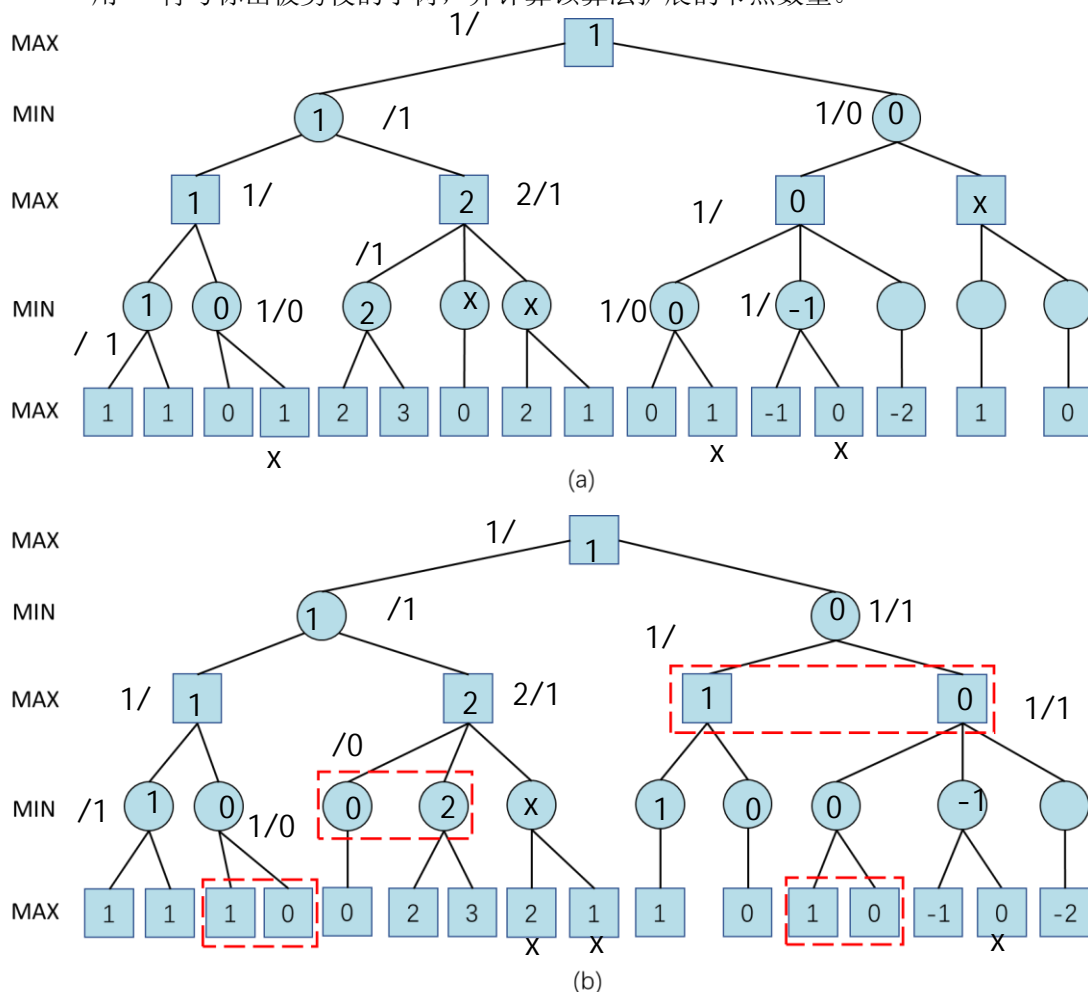 1/
MAX 1
MIN 1 /1 1/0 0
MAX 1 1/ 2 2/1 1/ 0 x
/1
MIN 1 0 1/0 2 x x 1/0 0 1/ -1
/ 1
MAX 1 1 0 1 2 3 0 2 1 0 1 -1 0 -2 1 0
x x x
(a)
MAX 1/ 1
MIN 1 /1 0 1/1
1/
MAX 1/ 1 2 2/1 1 0 1/1
/0
MIN /1 1 0 1/0 0 2 x 1 0 0 -1
MAX 1 1 1 0 0 2 3 2 1 1 0 1 0 -1 0 -2
x x x
(b)